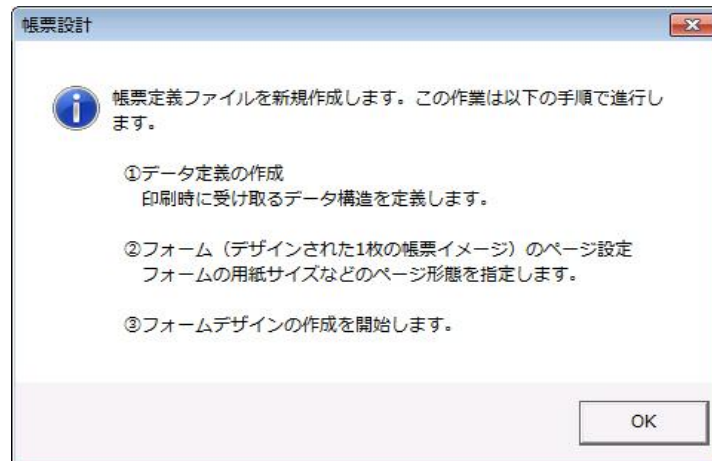 帳票設計
帳票定義ファイルを新規作成します。この作業は以下の手順で進行し
ます。
①データ定義の作成
印刷時に受け取るデータ構造を定義します。
②フォーム（デザインされた1枚の帳票イメージ）のページ設定
フォームの用紙サイズなどのページ形態を指定します。
③フォームデザインの作成を開始します。
OK